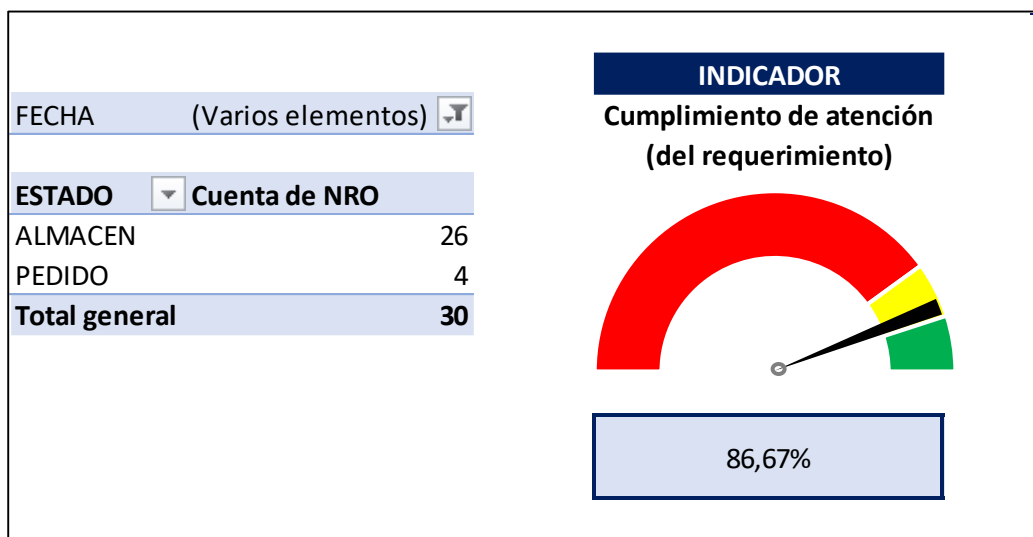 FECHA (Varios elementos)
ESTADO Cuenta de NRO
ALMACEN 26
PEDIDO 4
Total general 30
INDICADOR
Cumplimiento de atención
(del requerimiento)
86,67%